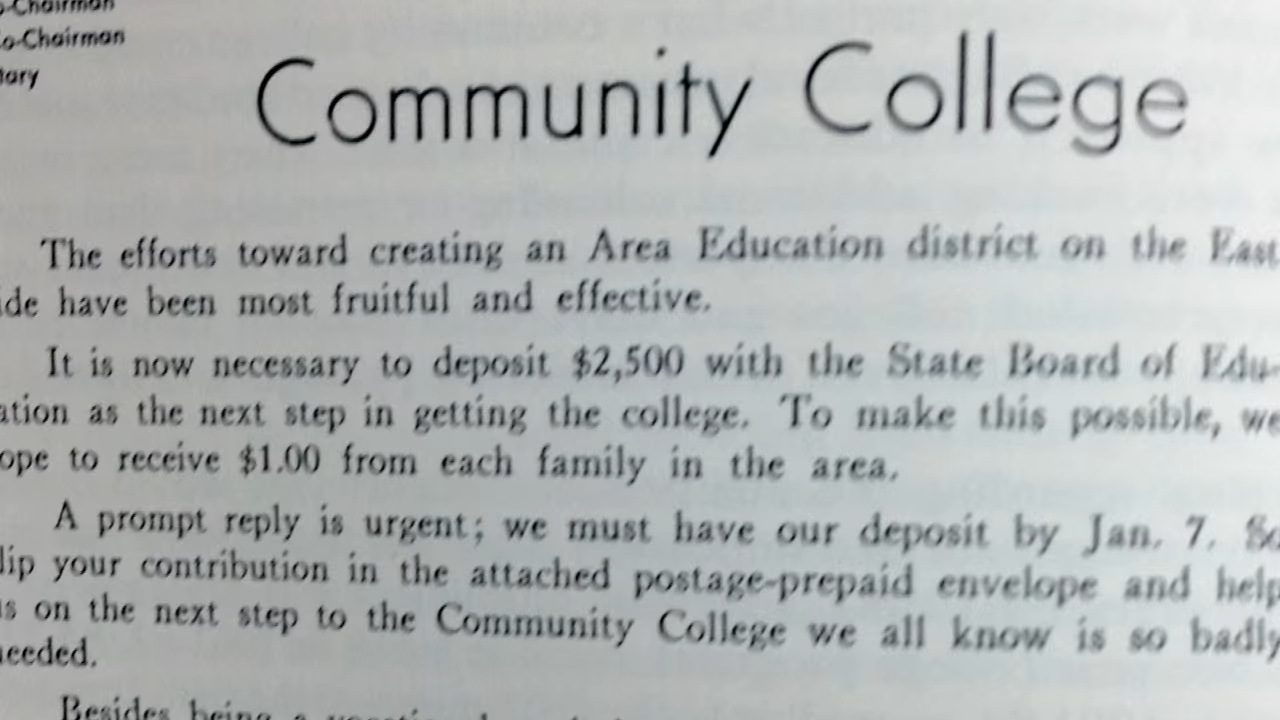 o-Chairman
o-Chairman
tary
Community College
The efforts toward creating an Area Education district on the East
ide have been most fruitful and effective.
It is now necessary to deposit $2,500 with the State Board of Edu-
ation as the next step in getting the college. To make this possible, we
ope to receive $1.00 from each family in the area.
A prompt reply is urgent; we must have our deposit by Jan. 7. So
lip your contribution in the attached postage-prepaid envelope and help
us on the next step to the Community College we all know is so badly
needed.
Besides being a